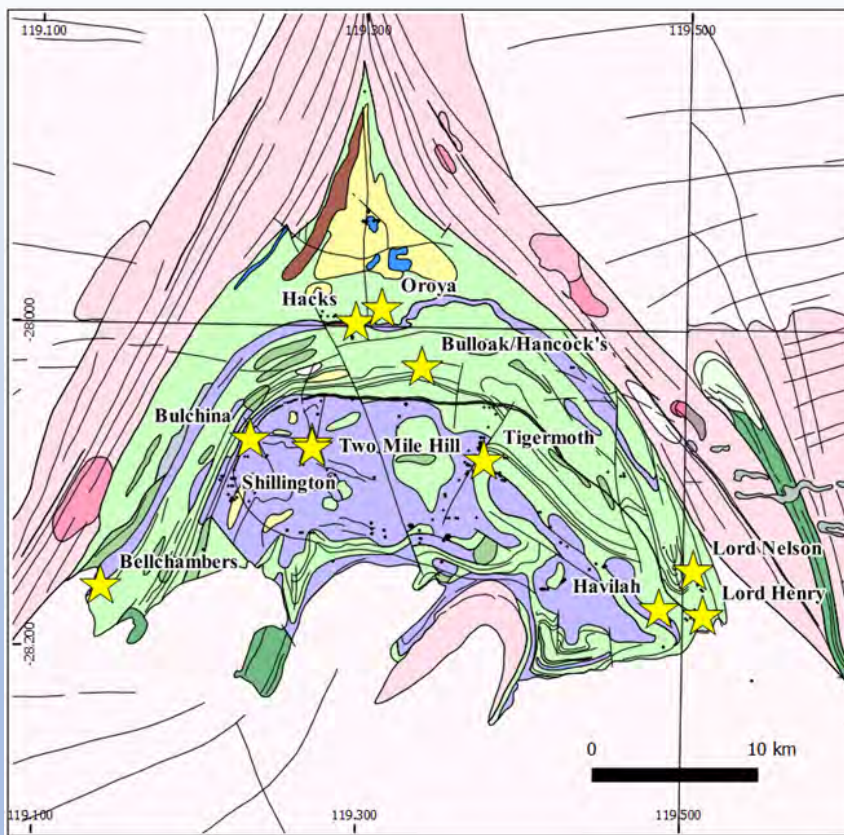 119.100
119.300
119.500
Oroya
Hacks
28.000
Bulloak/Hancock's
Bulchina
Two Mile Hill
Tigermoth
Shillington
Lord Nelson
Bellchambers
Havilah
Lord Henry
-28.200
0
10 km
119.100
119.300
119.500